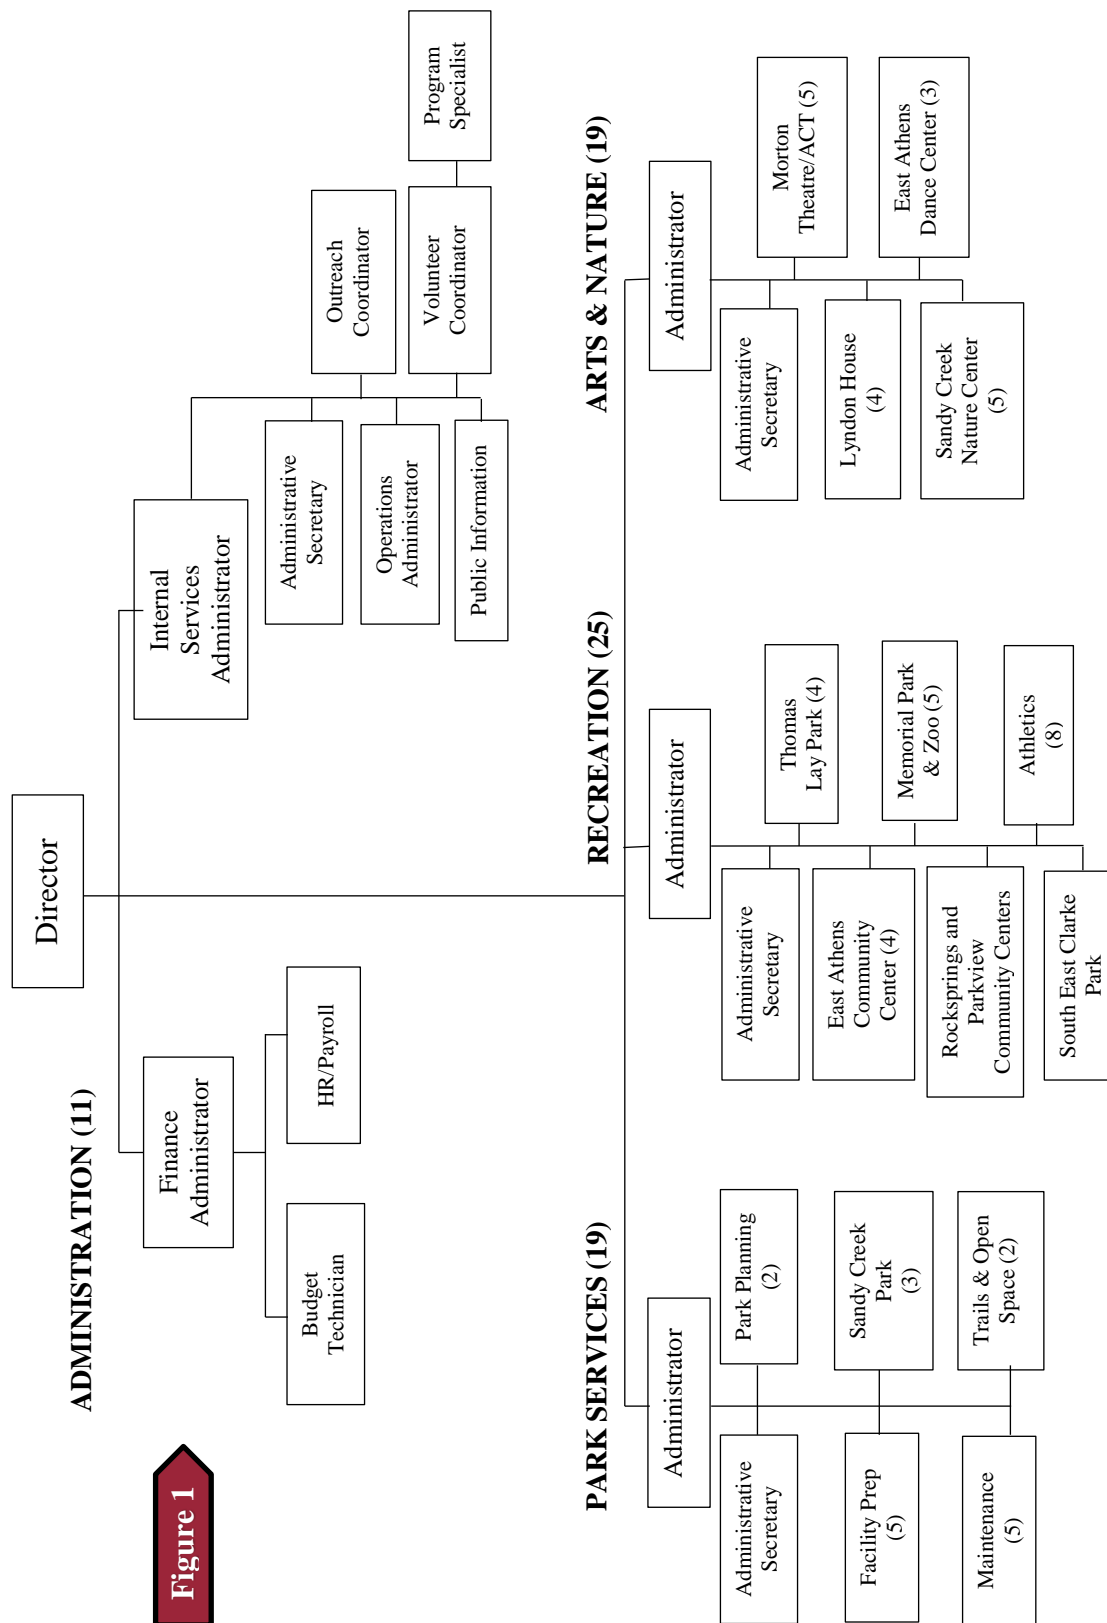 Figure 1
ADMINISTRATION (11)
Director
Finance
Administrator
Budget
Technician
HR/Payroll
Internal
Services
Administrator
Administrative
Secretary
Outreach
Coordinator
Operations
Administrator
Volunteer
Coordinator
Program
Specialist
Public Information
PARK SERVICES (19)
Administrator
Administrative
Secretary
Park Planning
(2)
Facility Prep
(5)
Sandy Creek
Park
(3)
Maintenance
(5)
Trails & Open
Space (2)
RECREATION (25)
Administrator
Administrative
Secretary
Thomas
Lay Park (4)
East Athens
Community
Center (4)
Memorial Park
& Zoo (5)
Rocksprings and
Parkview
Community Centers
Athletics
(8)
South East Clarke
Park
ARTS & NATURE (19)
Administrator
Administrative
Secretary
Morton
Theatre/ACT (5)
Lyndon House
(4)
East Athens
Dance Center (3)
Sandy Creek
Nature Center
(5)